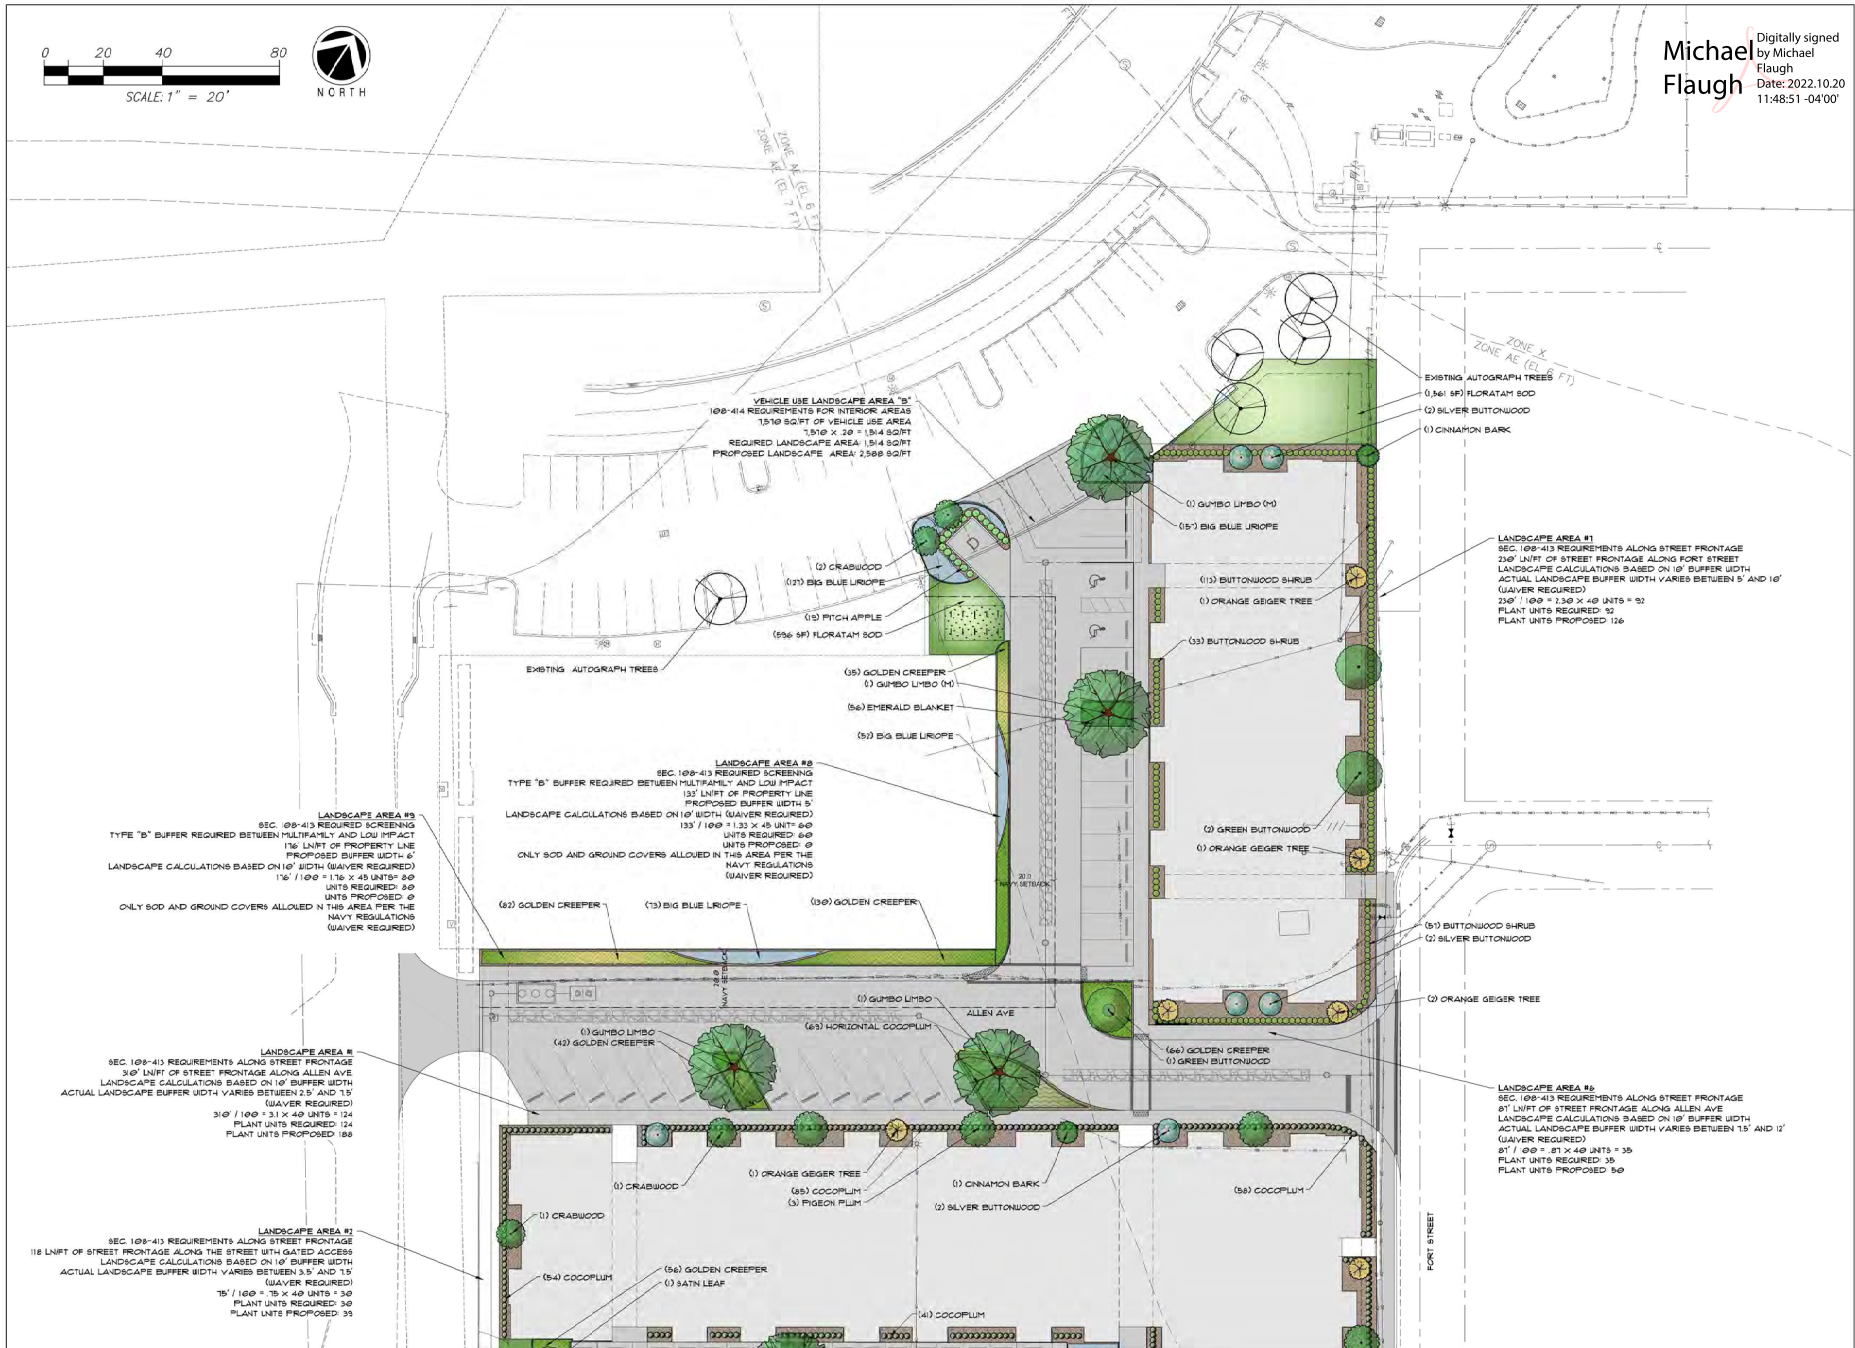 0 20 40 80
SCALE: 1" = 20'
NORTH
Michael
Flaugh
Digitally signed
by Michael
Flaugh
Date: 2022.10.20
11:48:51 -04'00'
ZONE AE (EL 6 FT)
ZONE AE (EL 7 FT)
ZONE X
ZONE AE (EL 6 FT)
EXISTING AUTOGRAPH TREES
(1,561 SF) FLORATAM SOD
(2) SILVER BUTTONWOOD
(1) CINNAMON BARK
VEHICLE USE LANDSCAPE AREA "B"
108-414 REQUIREMENTS FOR INTERIOR AREAS
7,570 SQ/FT OF VEHICLE USE AREA
7,570 X .20 = 1,514 SQ/FT
REQUIRED LANDSCAPE AREA: 1,514 SQ/FT
PROPOSED LANDSCAPE AREA: 2,588 SQ/FT
(1) GUMBO LIMBO (M)
(157) BIG BLUE LIRIOPE
(2) CRABWOOD
(127) BIG BLUE LIRIOPE
(19) PITCH APPLE
(596 SF) FLORATAM SOD
(113) BUTTONWOOD SHRUB
(1) ORANGE GEIGER TREE
(33) BUTTONWOOD SHRUB
LANDSCAPE AREA #7
SEC. 108-413 REQUIREMENTS ALONG STREET FRONTAGE
230' LN/FT OF STREET FRONTAGE ALONG FORT STREET
LANDSCAPE CALCULATIONS BASED ON 10' BUFFER WIDTH
ACTUAL LANDSCAPE BUFFER WIDTH VARIES BETWEEN 5' AND 10'
(WAIVER REQUIRED)
230' / 100 = 2.30 X 40 UNITS = 92
PLANT UNITS REQUIRED: 92
PLANT UNITS PROPOSED: 126
EXISTING AUTOGRAPH TREES
(35) GOLDEN CREEPER
(1) GUMBO LIMBO (M)
(56) EMERALD BLANKET
(57) BIG BLUE LIRIOPE
LANDSCAPE AREA #8
SEC. 108-413 REQUIRED SCREENING
TYPE "B" BUFFER REQUIRED BETWEEN MULTIFAMILY AND LOW IMPACT
133' LN/FT OF PROPERTY LINE
PROPOSED BUFFER WIDTH 5'
LANDSCAPE CALCULATIONS BASED ON 10' WIDTH (WAIVER REQUIRED)
133' / 100 = 1.33 X 45 UNIT= 60
UNITS REQUIRED: 60
UNITS PROPOSED: 0
ONLY SOD AND GROUND COVERS ALLOWED IN THIS AREA PER THE
NAVY REGULATIONS
(WAIVER REQUIRED)
LANDSCAPE AREA #9
SEC. 108-413 REQUIRED SCREENING
TYPE "B" BUFFER REQUIRED BETWEEN MULTIFAMILY AND LOW IMPACT
176' LN/FT OF PROPERTY LINE
PROPOSED BUFFER WIDTH 6'
LANDSCAPE CALCULATIONS BASED ON 10' WIDTH (WAIVER REQUIRED)
176' / 100 = 1.76 X 45 UNITS= 80
UNITS REQUIRED: 80
UNITS PROPOSED: 0
ONLY SOD AND GROUND COVERS ALLOWED IN THIS AREA PER THE
NAVY REGULATIONS
(WAIVER REQUIRED)
(2) GREEN BUTTONWOOD
(1) ORANGE GEIGER TREE
20.0
NAVY SETBACK
(82) GOLDEN CREEPER
(73) BIG BLUE LIRIOPE
(130) GOLDEN CREEPER
20.0
NAVY SETBACK
(57) BUTTONWOOD SHRUB
(2) SILVER BUTTONWOOD
(2) ORANGE GEIGER TREE
(1) GUMBO LIMBO
ALLEN AVE
(63) HORIZONTAL COCOPLUM
(1) GUMBO LIMBO
(42) GOLDEN CREEPER
(66) GOLDEN CREEPER
(1) GREEN BUTTONWOOD
LANDSCAPE AREA #1
SEC. 108-413 REQUIREMENTS ALONG STREET FRONTAGE
310' LN/FT OF STREET FRONTAGE ALONG ALLEN AVE
LANDSCAPE CALCULATIONS BASED ON 10' BUFFER WIDTH
ACTUAL LANDSCAPE BUFFER WIDTH VARIES BETWEEN 2.5' AND 7.5'
(WAIVER REQUIRED)
310' / 100 = 3.1 X 40 UNITS = 124
PLANT UNITS REQUIRED: 124
PLANT UNITS PROPOSED: 188
LANDSCAPE AREA #6
SEC. 108-413 REQUIREMENTS ALONG STREET FRONTAGE
87' LN/FT OF STREET FRONTAGE ALONG ALLEN AVE
LANDSCAPE CALCULATIONS BASED ON 10' BUFFER WIDTH
ACTUAL LANDSCAPE BUFFER WIDTH VARIES BETWEEN 7.5' AND 12'
(WAIVER REQUIRED)
87' / 100 = .87 X 40 UNITS = 35
PLANT UNITS REQUIRED: 35
PLANT UNITS PROPOSED: 50
(1) CRABWOOD
(1) ORANGE GEIGER TREE
(85) COCOPLUM
(3) PIGEON PLUM
(1) CINNAMON BARK
(2) SILVER BUTTONWOOD
(58) COCOPLUM
(1) CRABWOOD
FORT STREET
LANDSCAPE AREA #2
SEC. 108-413 REQUIREMENTS ALONG STREET FRONTAGE
118 LN/FT OF STREET FRONTAGE ALONG THE STREET WITH GATED ACCESS
LANDSCAPE CALCULATIONS BASED ON 10' BUFFER WIDTH
ACTUAL LANDSCAPE BUFFER WIDTH VARIES BETWEEN 3.5' AND 7.5'
(WAIVER REQUIRED)
75' / 100 = .75 X 40 UNITS = 30
PLANT UNITS REQUIRED: 30
PLANT UNITS PROPOSED: 39
(54) COCOPLUM
(56) GOLDEN CREEPER
(1) SATIN LEAF
(41) COCOPLUM